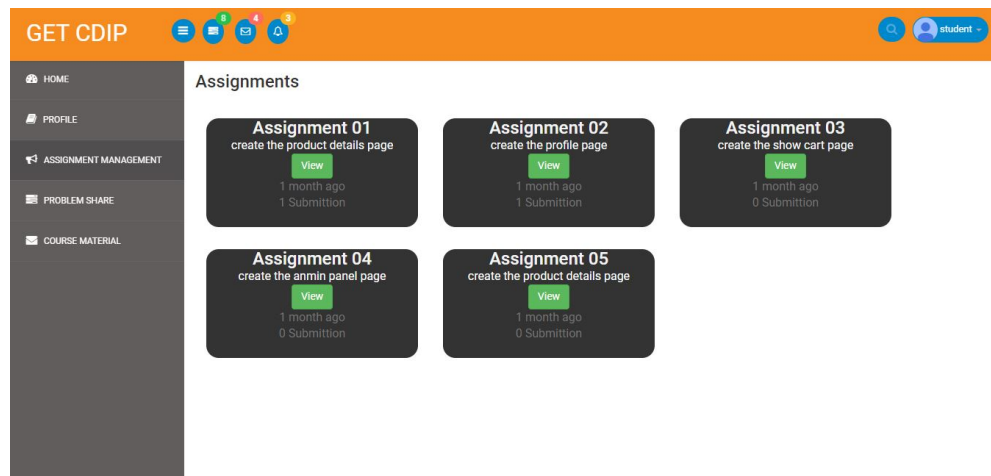 GET CDIP
8
4
3
student
HOME
PROFILE
ASSIGNMENT MANAGEMENT
PROBLEM SHARE
COURSE MATERIAL
Assignments
Assignment 01
create the product details page
View
1 month ago
1 Submittion
Assignment 02
create the profile page
View
1 month ago
1 Submittion
Assignment 03
create the show cart page
View
1 month ago
0 Submittion
Assignment 04
create the anmin panel page
View
1 month ago
0 Submittion
Assignment 05
create the product details page
View
1 month ago
0 Submittion